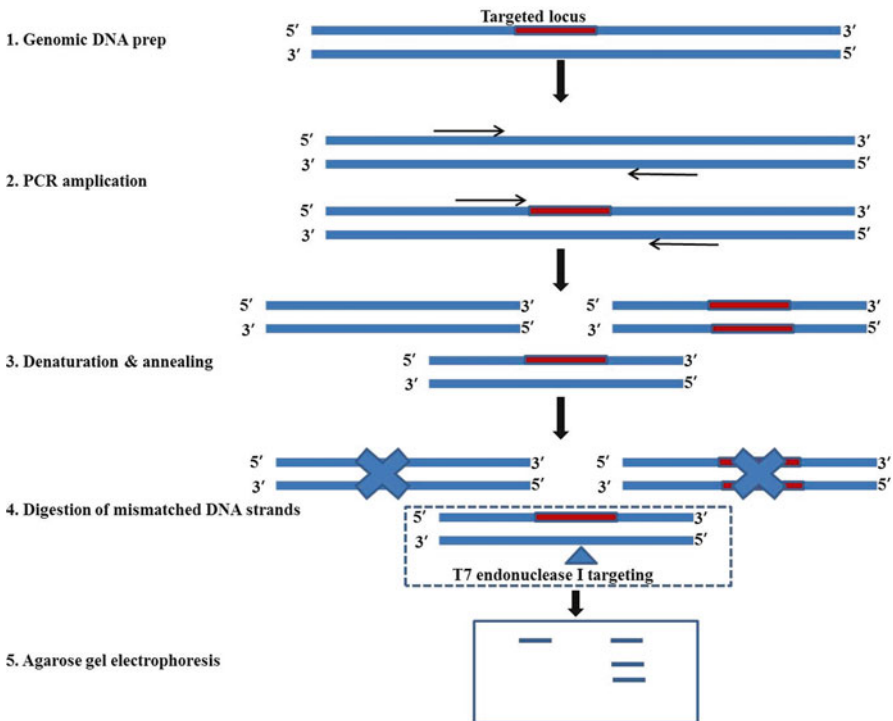 Targeted locus
5′ 3′
1. Genomic DNA prep
3′ 5′
5′ 3′
3′ 5′
2. PCR amplication
5′ 3′
3′ 5′
5′ 3′ 5′ 3′
3′ 5′ 3′ 5′
3. Denaturation & annealing
5′ 3′
3′ 5′
5′ 3′ 5′ 3′
3′ 5′ 3′ 5′
4. Digestion of mismatched DNA strands
5′ 3′
3′ 5′
T7 endonuclease I targeting
5. Agarose gel electrophoresis